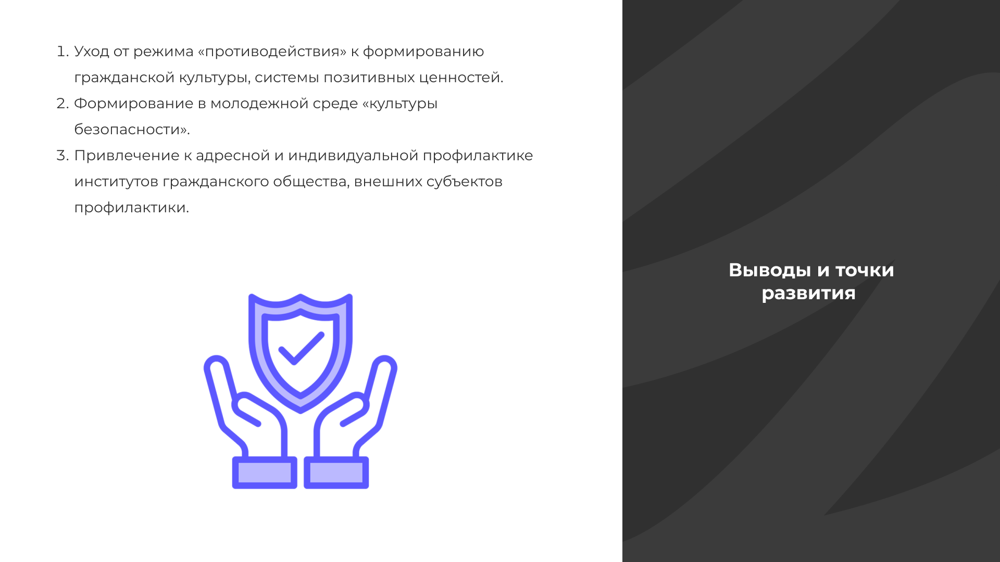 1. Уход от режима «противодействия» к формированию
гражданской культуры, системы позитивных ценностей.
2. Формирование в молодежной среде «культуры
безопасности».
3. Привлечение к адресной и индивидуальной профилактике
институтов гражданского общества, внешних субъектов
профилактики.
Выводы и точки
развития